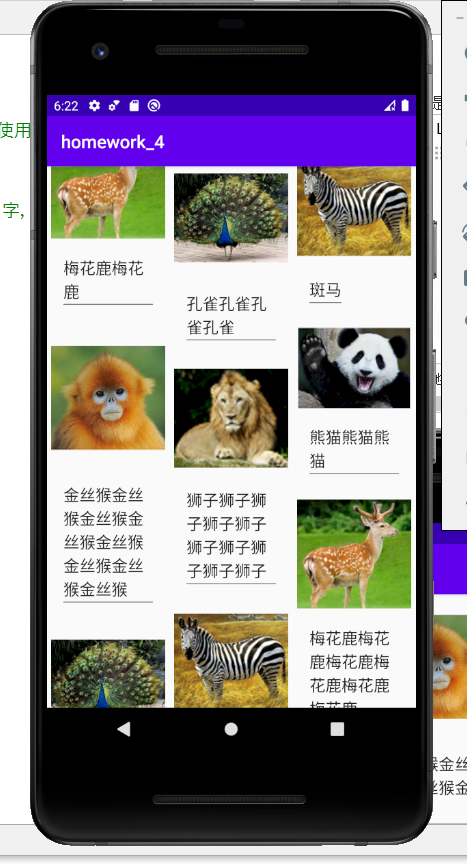 6:22
homework_4
使用
字,
是
梅花鹿梅花
鹿
孔雀孔雀孔
雀孔雀
斑马
熊猫熊猫熊
猫
金丝猴金丝
猴金丝猴金
丝猴金丝猴
金丝猴金丝
猴金丝猴
狮子狮子狮
子狮子狮子
狮子狮子狮
子狮子狮子
梅花鹿梅花
鹿梅花鹿梅
花鹿梅花鹿
梅花鹿
猴金丝
丝猴金